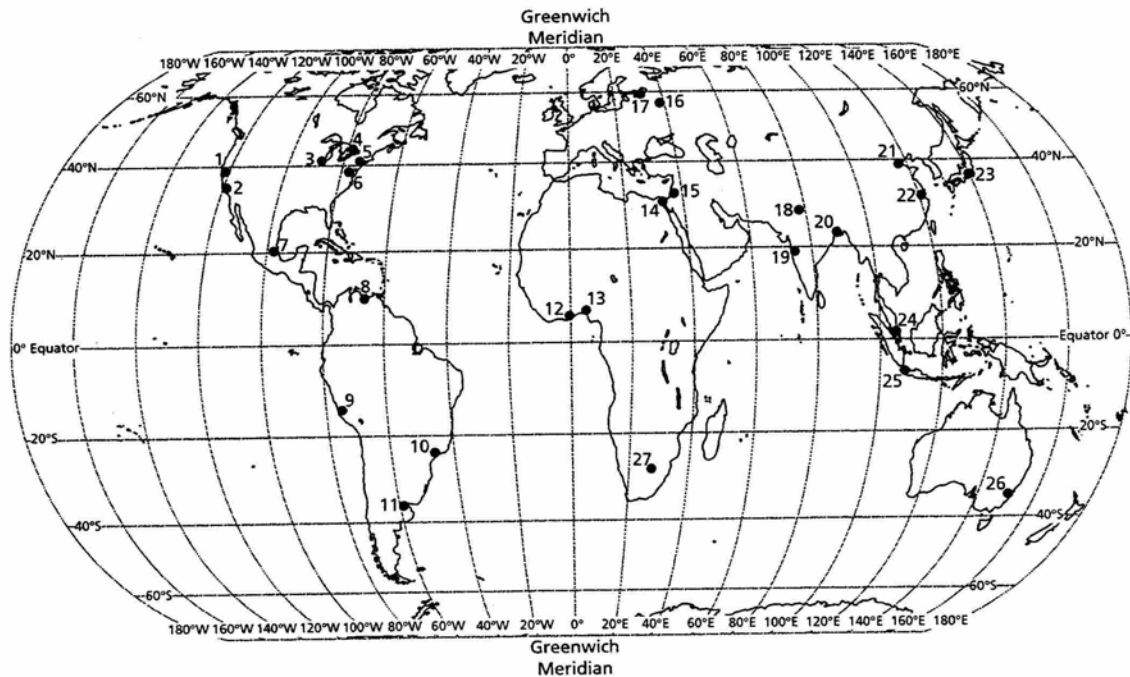 Greenwich
Meridian
180°W 160°W 140°W 120°W 100°W 80°W 60°W 40°W 20°W 0° 20°E 40°E 60°E 80°E 100°E 120°E 140°E 160°E 180°E
60°N 60°N
17 16
4
3 5
1 6
40°N 21 40°N
2 15 23
14 18 22
7 20
20°N 19 20°N
8
12 13
24
0° Equator Equator 0°
25
9
20°S 20°S
10
27
11 26
40°S 40°S
60°S 60°S
180°W 160°W 140°W 120°W 100°W 80°W 60°W 40°W 20°W 0° 20°E 40°E 60°E 80°E 100°E 120°E 140°E 160°E 180°E
Greenwich
Meridian